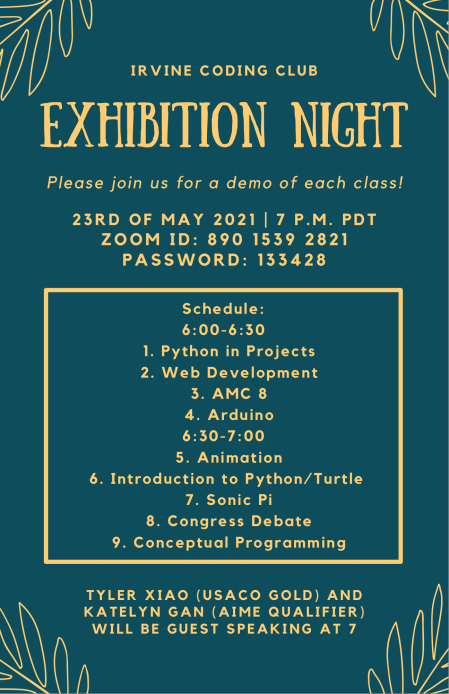 IRVINE CODING CLUB
EXHIBITION NIGHT
Please join us for a demo of each class!
23RD OF MAY 2021 | 7 P.M. PDT
ZOOM ID: 890 1539 2821
PASSWORD: 133428
Schedule:
6:00-6:30
1. Python in Projects
2. Web Development
3. AMC 8
4. Arduino
6:30-7:00
5. Animation
6. Introduction to Python/Turtle
7. Sonic Pi
8. Congress Debate
9. Conceptual Programming
TYLER XIAO (USACO GOLD) AND
KATELYN GAN (AIME QUALIFIER)
WILL BE GUEST SPEAKING AT 7